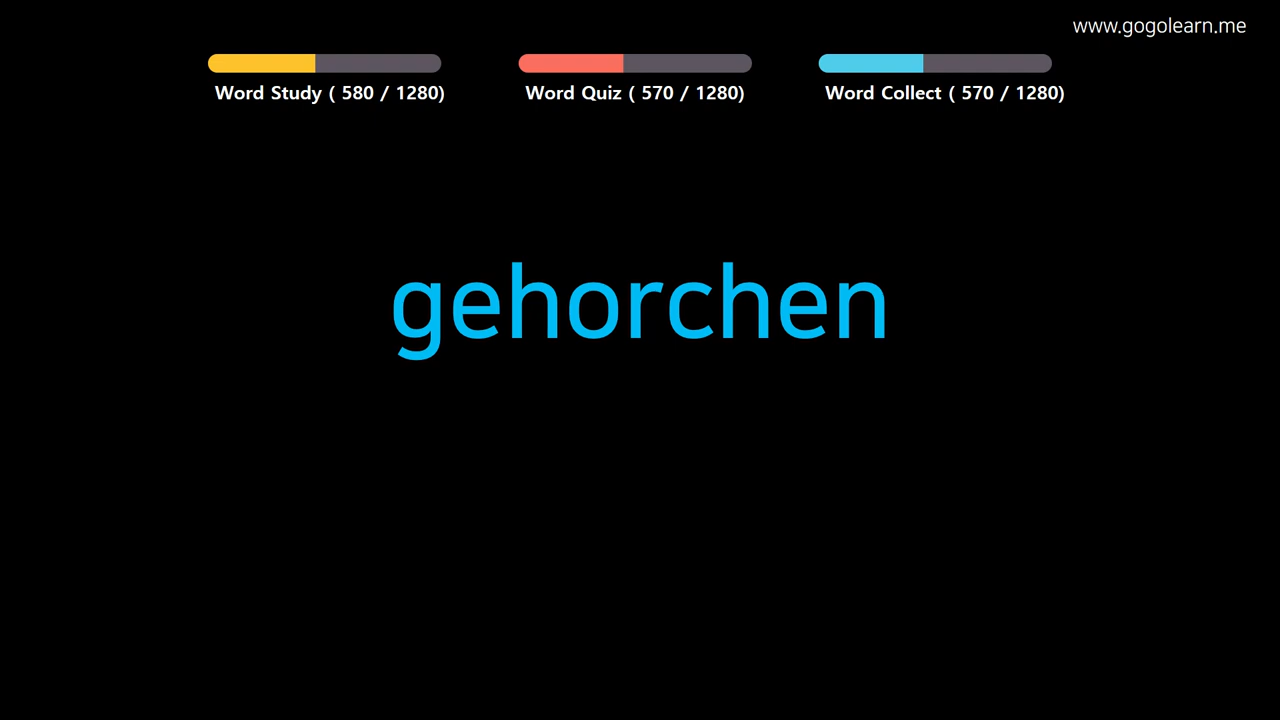 www.gogolearn.me
Word Study ( 580 / 1280)
Word Quiz ( 570 / 1280)
Word Collect ( 570 / 1280)
gehorchen